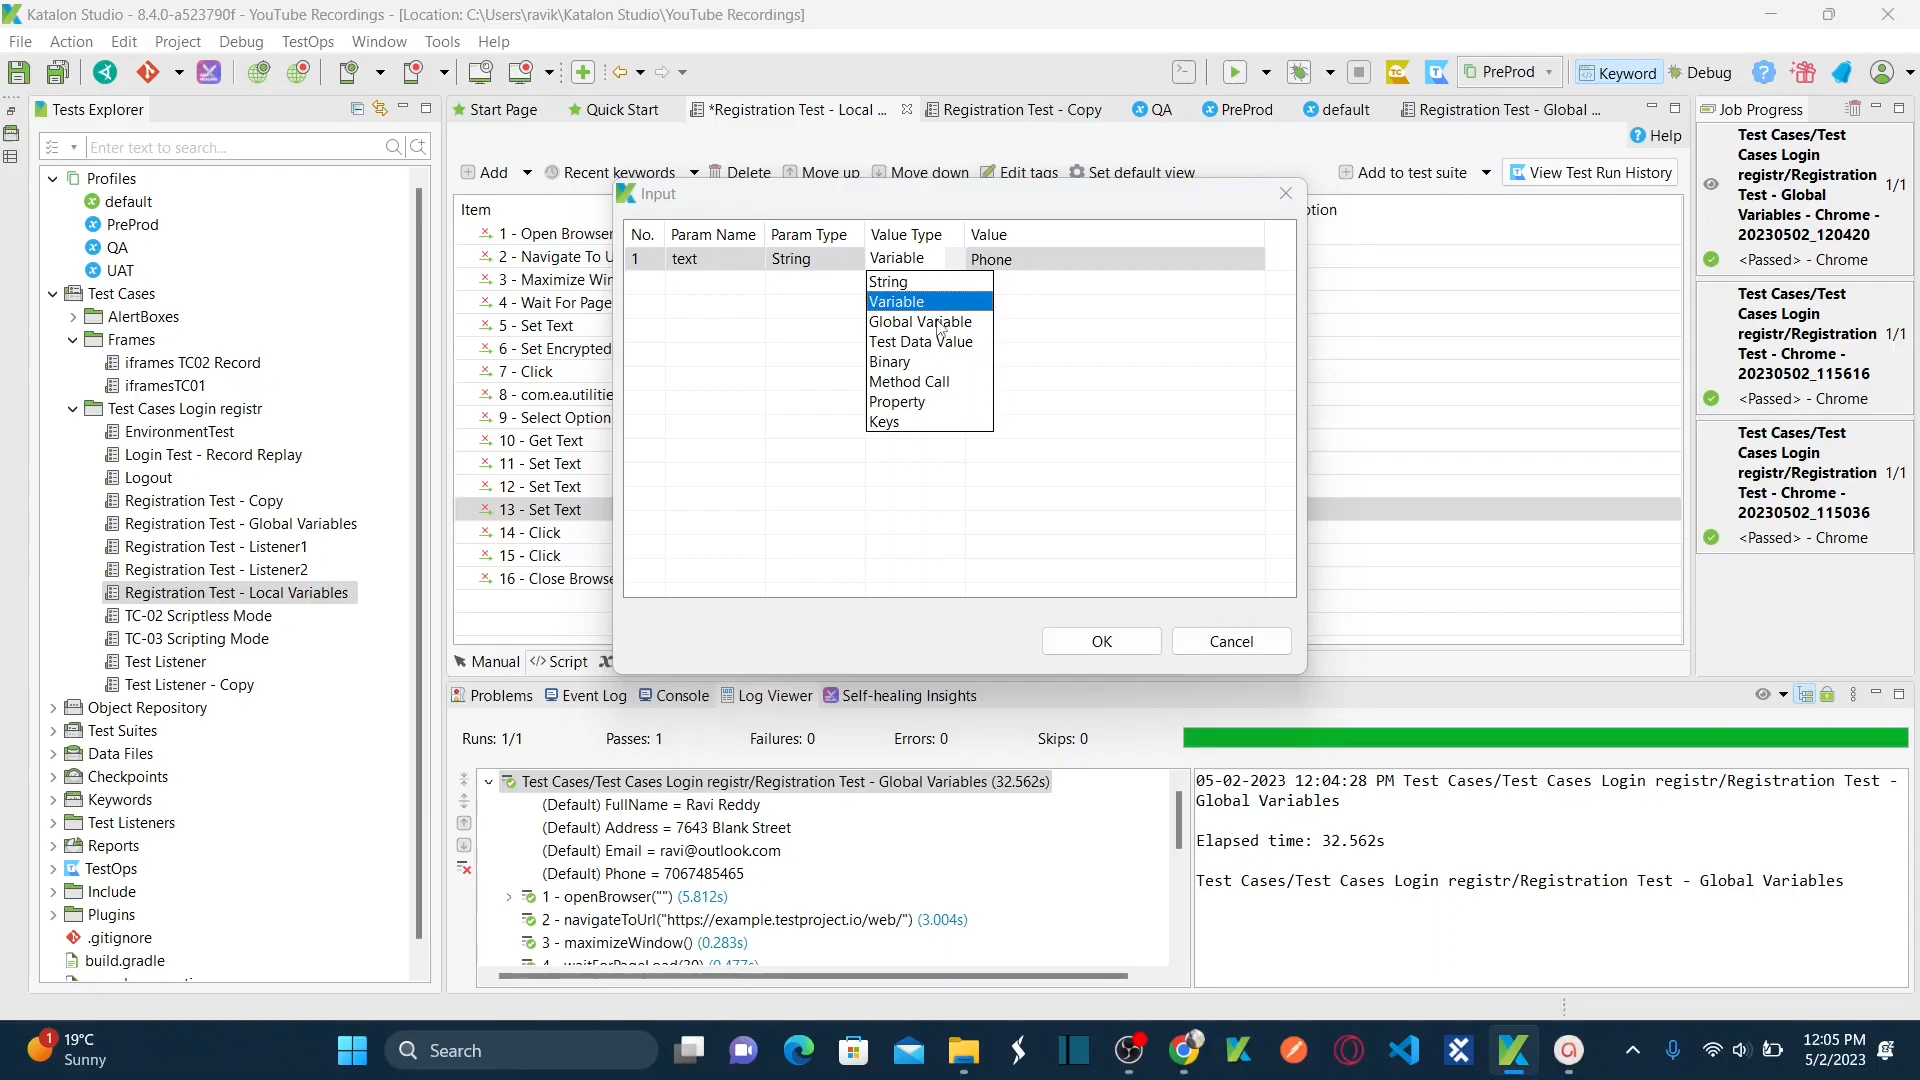 Katalon Studio - 8.4.0-a523790f - YouTube Recordings - [Location: C:\Users\ravik\Katalon Studio\YouTube Recordings]
File Action Edit Project Debug TestOps Window Tools Help
TC PreProd Keyword Debug
Tests Explorer
Start Page Quick Start *Registration Test - Local ... Registration Test - Copy QA PreProd default Registration Test - Global ...
Job Progress
Help
Enter text to search...
Add Recent keywords Delete Move up Move down Edit tags Set default view Add to test suite View Test Run History
Profiles
default
PreProd
QA
UAT
Test Cases
AlertBoxes
Frames
iframes TC02 Record
iframesTC01
Test Cases Login registr
EnvironmentTest
Login Test - Record Replay
Logout
Registration Test - Copy
Registration Test - Global Variables
Registration Test - Listener1
Registration Test - Listener2
Registration Test - Local Variables
TC-02 Scriptless Mode
TC-03 Scripting Mode
Test Listener
Test Listener - Copy
Object Repository
Test Suites
Data Files
Checkpoints
Keywords
Test Listeners
Reports
TestOps
Include
Plugins
.gitignore
build.gradle
Item
1 - Open Browser
2 - Navigate To U
3 - Maximize Win
4 - Wait For Page
5 - Set Text
6 - Set Encrypted
7 - Click
8 - com.ea.utilitie
9 - Select Option
10 - Get Text
11 - Set Text
12 - Set Text
13 - Set Text
14 - Click
15 - Click
16 - Close Browse
ption
Input
No. Param Name Param Type Value Type Value
1 text String Variable Phone
String
Variable
Global Variable
Test Data Value
Binary
Method Call
Property
Keys
OK Cancel
Manual </> Script
Test Cases/Test
Cases Login
registr/Registration 1/1
Test - Global
Variables - Chrome -
20230502_120420
<Passed> - Chrome
Test Cases/Test
Cases Login
registr/Registration 1/1
Test - Chrome -
20230502_115616
<Passed> - Chrome
Test Cases/Test
Cases Login
registr/Registration 1/1
Test - Chrome -
20230502_115036
<Passed> - Chrome
Problems Event Log Console Log Viewer Self-healing Insights
Runs: 1/1 Passes: 1 Failures: 0 Errors: 0 Skips: 0
Test Cases/Test Cases Login registr/Registration Test - Global Variables (32.562s)
(Default) FullName = Ravi Reddy
(Default) Address = 7643 Blank Street
(Default) Email = ravi@outlook.com
(Default) Phone = 7067485465
1 - openBrowser("") (5.812s)
2 - navigateToUrl("https://example.testproject.io/web/") (3.004s)
3 - maximizeWindow() (0.283s)
4 - waitForPageLoad(30) (0.477s)
05-02-2023 12:04:28 PM Test Cases/Test Cases Login registr/Registration Test -
Global Variables
Elapsed time: 32.562s
Test Cases/Test Cases Login registr/Registration Test - Global Variables
1 19°C
Sunny
Search
12:05 PM
5/2/2023